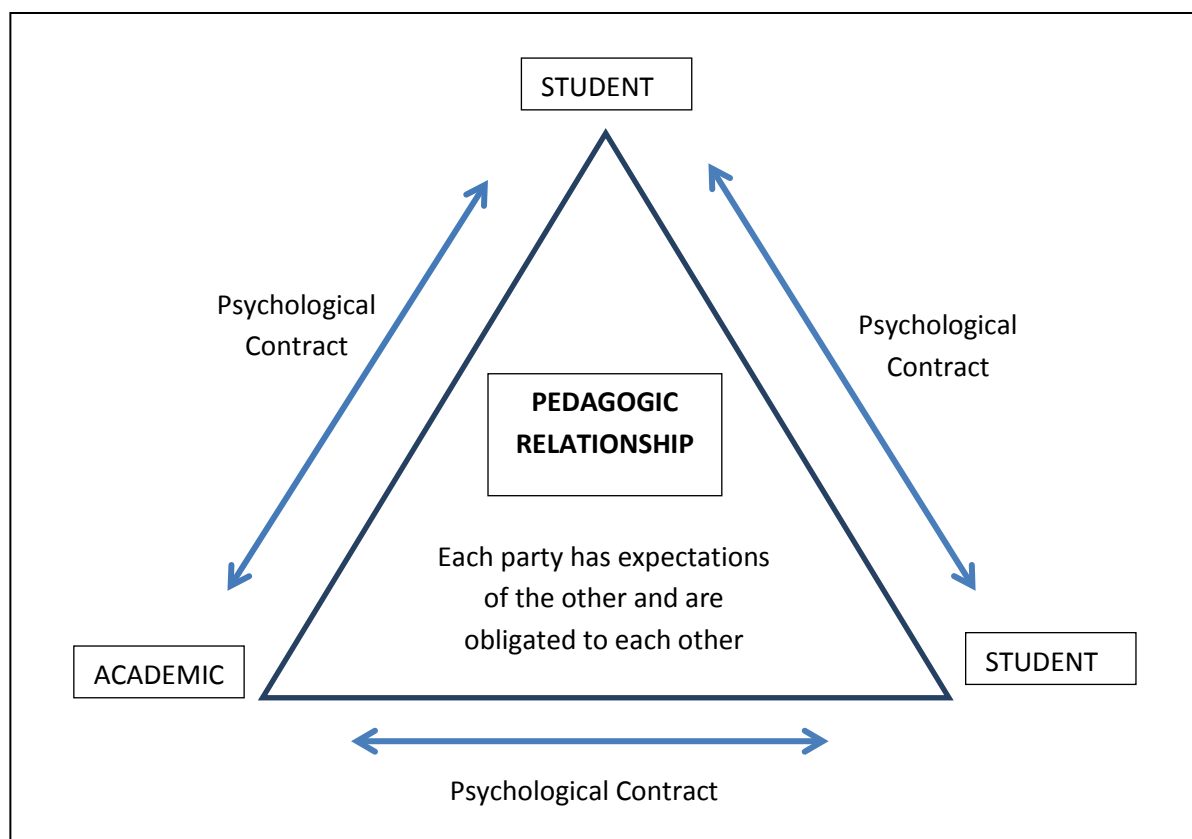 STUDENT
Psychological
Contract
Psychological
Contract
PEDAGOGIC
RELATIONSHIP
Each party has expectations
of the other and are
obligated to each other
ACADEMIC
STUDENT
Psychological Contract